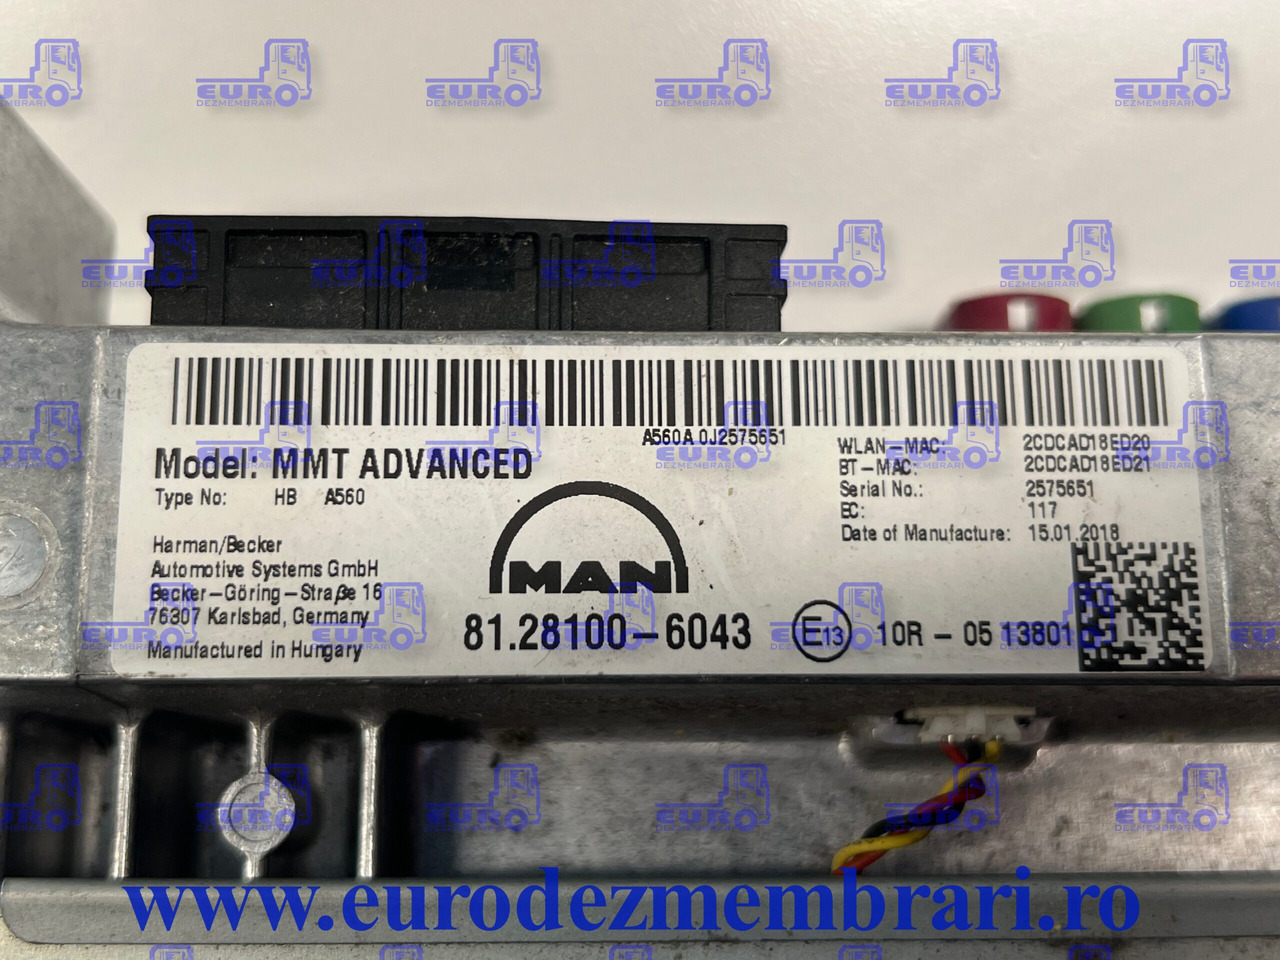 A560A 0J2575651
Model: MMT ADVANCED
Type No: HB A560
Harman/Becker
Automotive Systems GmbH
Becker-Göring-Straße 16
76307 Karlsbad, Germany
Manufactured in Hungary
MAN
81.28100-6043
WLAN-MAC: 2CDCAD18ED20
BT-MAC: 2CDCAD18ED21
Serial No.: 2575651
EC: 117
Date of Manufacture: 15.01.2018
E13 10R - 05 13801
EURO
DEZMEMBRARI
www.eurodezmembrari.ro